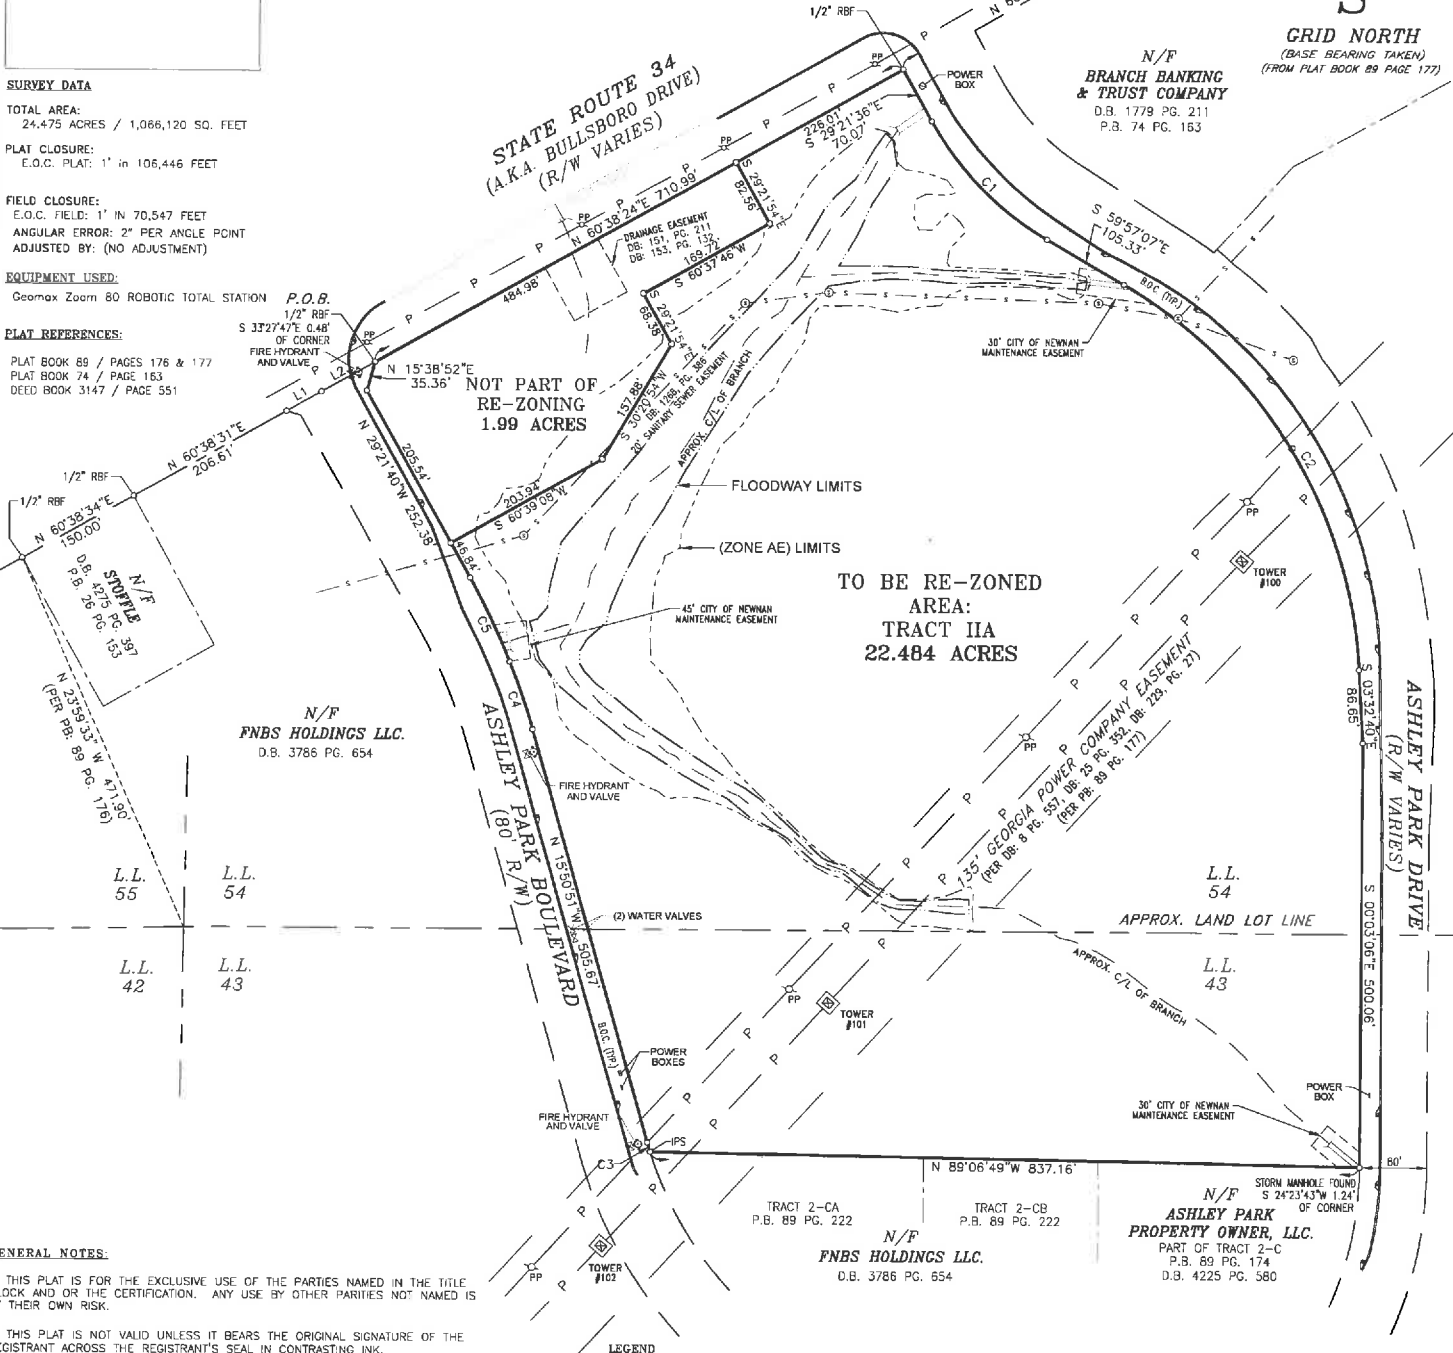 SURVEY DATA
TOTAL AREA:
24.475 ACRES / 1,066,120 SQ. FEET
PLAT CLOSURE:
E.O.C. PLAT: 1' in 106,446 FEET
FIELD CLOSURE:
E.O.C. FIELD: 1' IN 70,547 FEET
ANGULAR ERROR: 2" PER ANGLE POINT
ADJUSTED BY: (NO ADJUSTMENT)
EQUIPMENT USED:
Geomax Zoom 80 ROBOTIC TOTAL STATION
PLAT REFERENCES:
PLAT BOOK 89 / PAGES 176 & 177
PLAT BOOK 74 / PAGE 163
DEED BOOK 3147 / PAGE 551
S
GRID NORTH
(BASE BEARING TAKEN)
(FROM PLAT BOOK 89 PAGE 177)
N/F
BRANCH BANKING
& TRUST COMPANY
D.B. 1779 PG. 211
P.B. 74 PG. 163
1/2" RBF
POWER
BOX
STATE ROUTE 34
(A.K.A. BULLSBORO DRIVE)
(R/W VARIES)
PP
PP
PP
PP
N 60°38'24"E 710.99'
226.01'
484.98'
S 29°21'36"E
70.07'
S 29°21'54"E
82.56'
DRAINAGE EASEMENT
DB: 151, PG. 211
DB: 153, PG. 132
169.72'
S 60°37'46"W
S 29°21'54"E
68.38'
157.88'
S 30°20'54"W
20' SANITARY SEWER EASEMENT
DB: 1268, PG. 386
APPROX. C/L OF BRANCH
C1
S 59°57'07"E
105.33'
B.O.C. (TYP.)
30' CITY OF NEWNAN
MAINTENANCE EASEMENT
C2
P.O.B.
1/2" RBF
S 33°27'47"E 0.48'
OF CORNER
FIRE HYDRANT
AND VALVE
N 15°38'52"E
35.36'
NOT PART OF
RE-ZONING
1.99 ACRES
L2
L1
N 60°38'31"E
206.61'
1/2" RBF
1/2" RBF
N 60°38'34"E
150.00'
N/F
STOFFLE
D.B. 4275 PG. 397
P.B. 26 PG. 153
N 23°59'33" W 471.90'
(PER PB: 89 PG. 176)
205.54'
N 29°21'40"W 252.38'
203.94'
S 60°39'08"W
46.84'
FLOODWAY LIMITS
(ZONE AE) LIMITS
TO BE RE-ZONED
AREA:
TRACT IIA
22.484 ACRES
PP
TOWER
#100
45' CITY OF NEWNAN
MAINTENANCE EASEMENT
C5
C4
N/F
FNBS HOLDINGS LLC.
D.B. 3786 PG. 654
ASHLEY PARK BOULEVARD
(80' R/W)
FIRE HYDRANT
AND VALVE
N 15°50'51"W 505.67'
(2) WATER VALVES
PP
135' GEORGIA POWER COMPANY EASEMENT
(PER DB: 8 PG. 557, DB: 25 PG. 352, DB: 229, PG. 27)
(PER PB: 89 PG. 177)
S 03°32'40"E
86.65'
ASHLEY PARK DRIVE
(R/W VARIES)
S 00°03'06"E 500.06'
L.L.
55
L.L.
54
L.L.
54
APPROX. LAND LOT LINE
L.L.
42
L.L.
43
L.L.
43
APPROX. C/L OF BRANCH
PP
TOWER
#101
B.O.C. (TYP.)
POWER
BOXES
FIRE HYDRANT
AND VALVE
IPS
C3
POWER
BOX
30' CITY OF NEWNAN
MAINTENANCE EASEMENT
N 89°06'49"W 837.16'
80'
STORM MANHOLE FOUND
S 24°23'43"W 1.24'
OF CORNER
TRACT 2-CA
P.B. 89 PG. 222
TRACT 2-CB
P.B. 89 PG. 222
N/F
FNBS HOLDINGS LLC.
D.B. 3786 PG. 654
N/F
ASHLEY PARK
PROPERTY OWNER, LLC.
PART OF TRACT 2-C
P.B. 89 PG. 174
D.B. 4225 PG. 580
PP
TOWER
#102
ENERAL NOTES:
THIS PLAT IS FOR THE EXCLUSIVE USE OF THE PARTIES NAMED IN THE TITLE
LOCK AND OR THE CERTIFICATION. ANY USE BY OTHER PARITIES NOT NAMED IS
THEIR OWN RISK.
THIS PLAT IS NOT VALID UNLESS IT BEARS THE ORIGINAL SIGNATURE OF THE
EGISTRANT ACROSS THE REGISTRANT'S SEAL IN CONTRASTING INK.
LEGEND